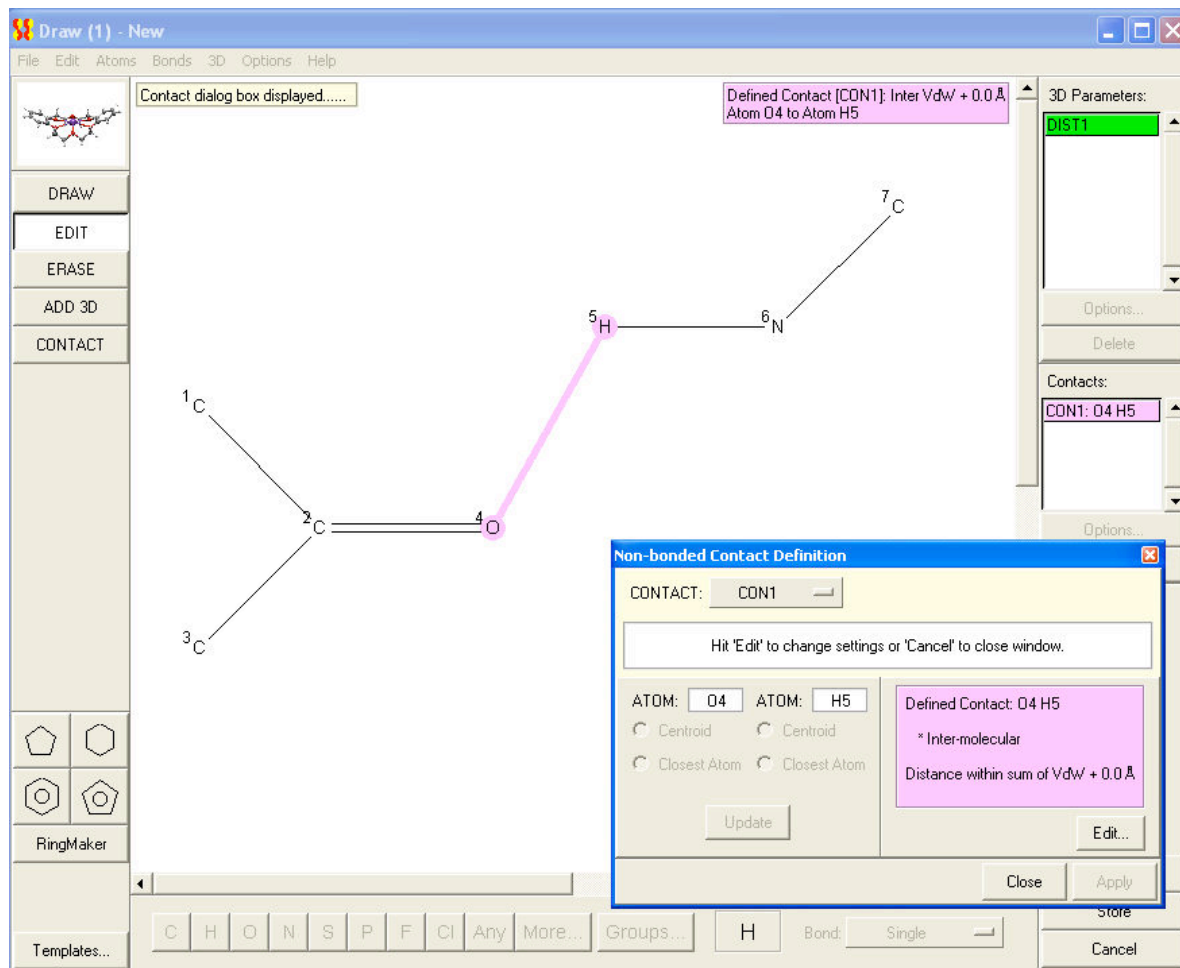 Draw (1) - New
File Edit Atoms Bonds 3D Options Help
Contact dialog box displayed......
Defined Contact [CON1]: Inter VdW + 0.0 Å
Atom O4 to Atom H5
3D Parameters:
DIST1
DRAW
EDIT
ERASE
ADD 3D
CONTACT
Options...
Delete
Contacts:
CON1: O4 H5
Options...
7C
5H
6N
1C
2C
4O
3C
Non-bonded Contact Definition
CONTACT: CON1
Hit 'Edit' to change settings or 'Cancel' to close window.
ATOM: O4 ATOM: H5
Centroid Centroid
Closest Atom Closest Atom
Update
Defined Contact: O4 H5
* Inter-molecular
Distance within sum of VdW + 0.0 Å
Edit...
Close Apply
RingMaker
Templates...
C H O N S P F Cl Any More... Groups... H Bond: Single
Store
Cancel